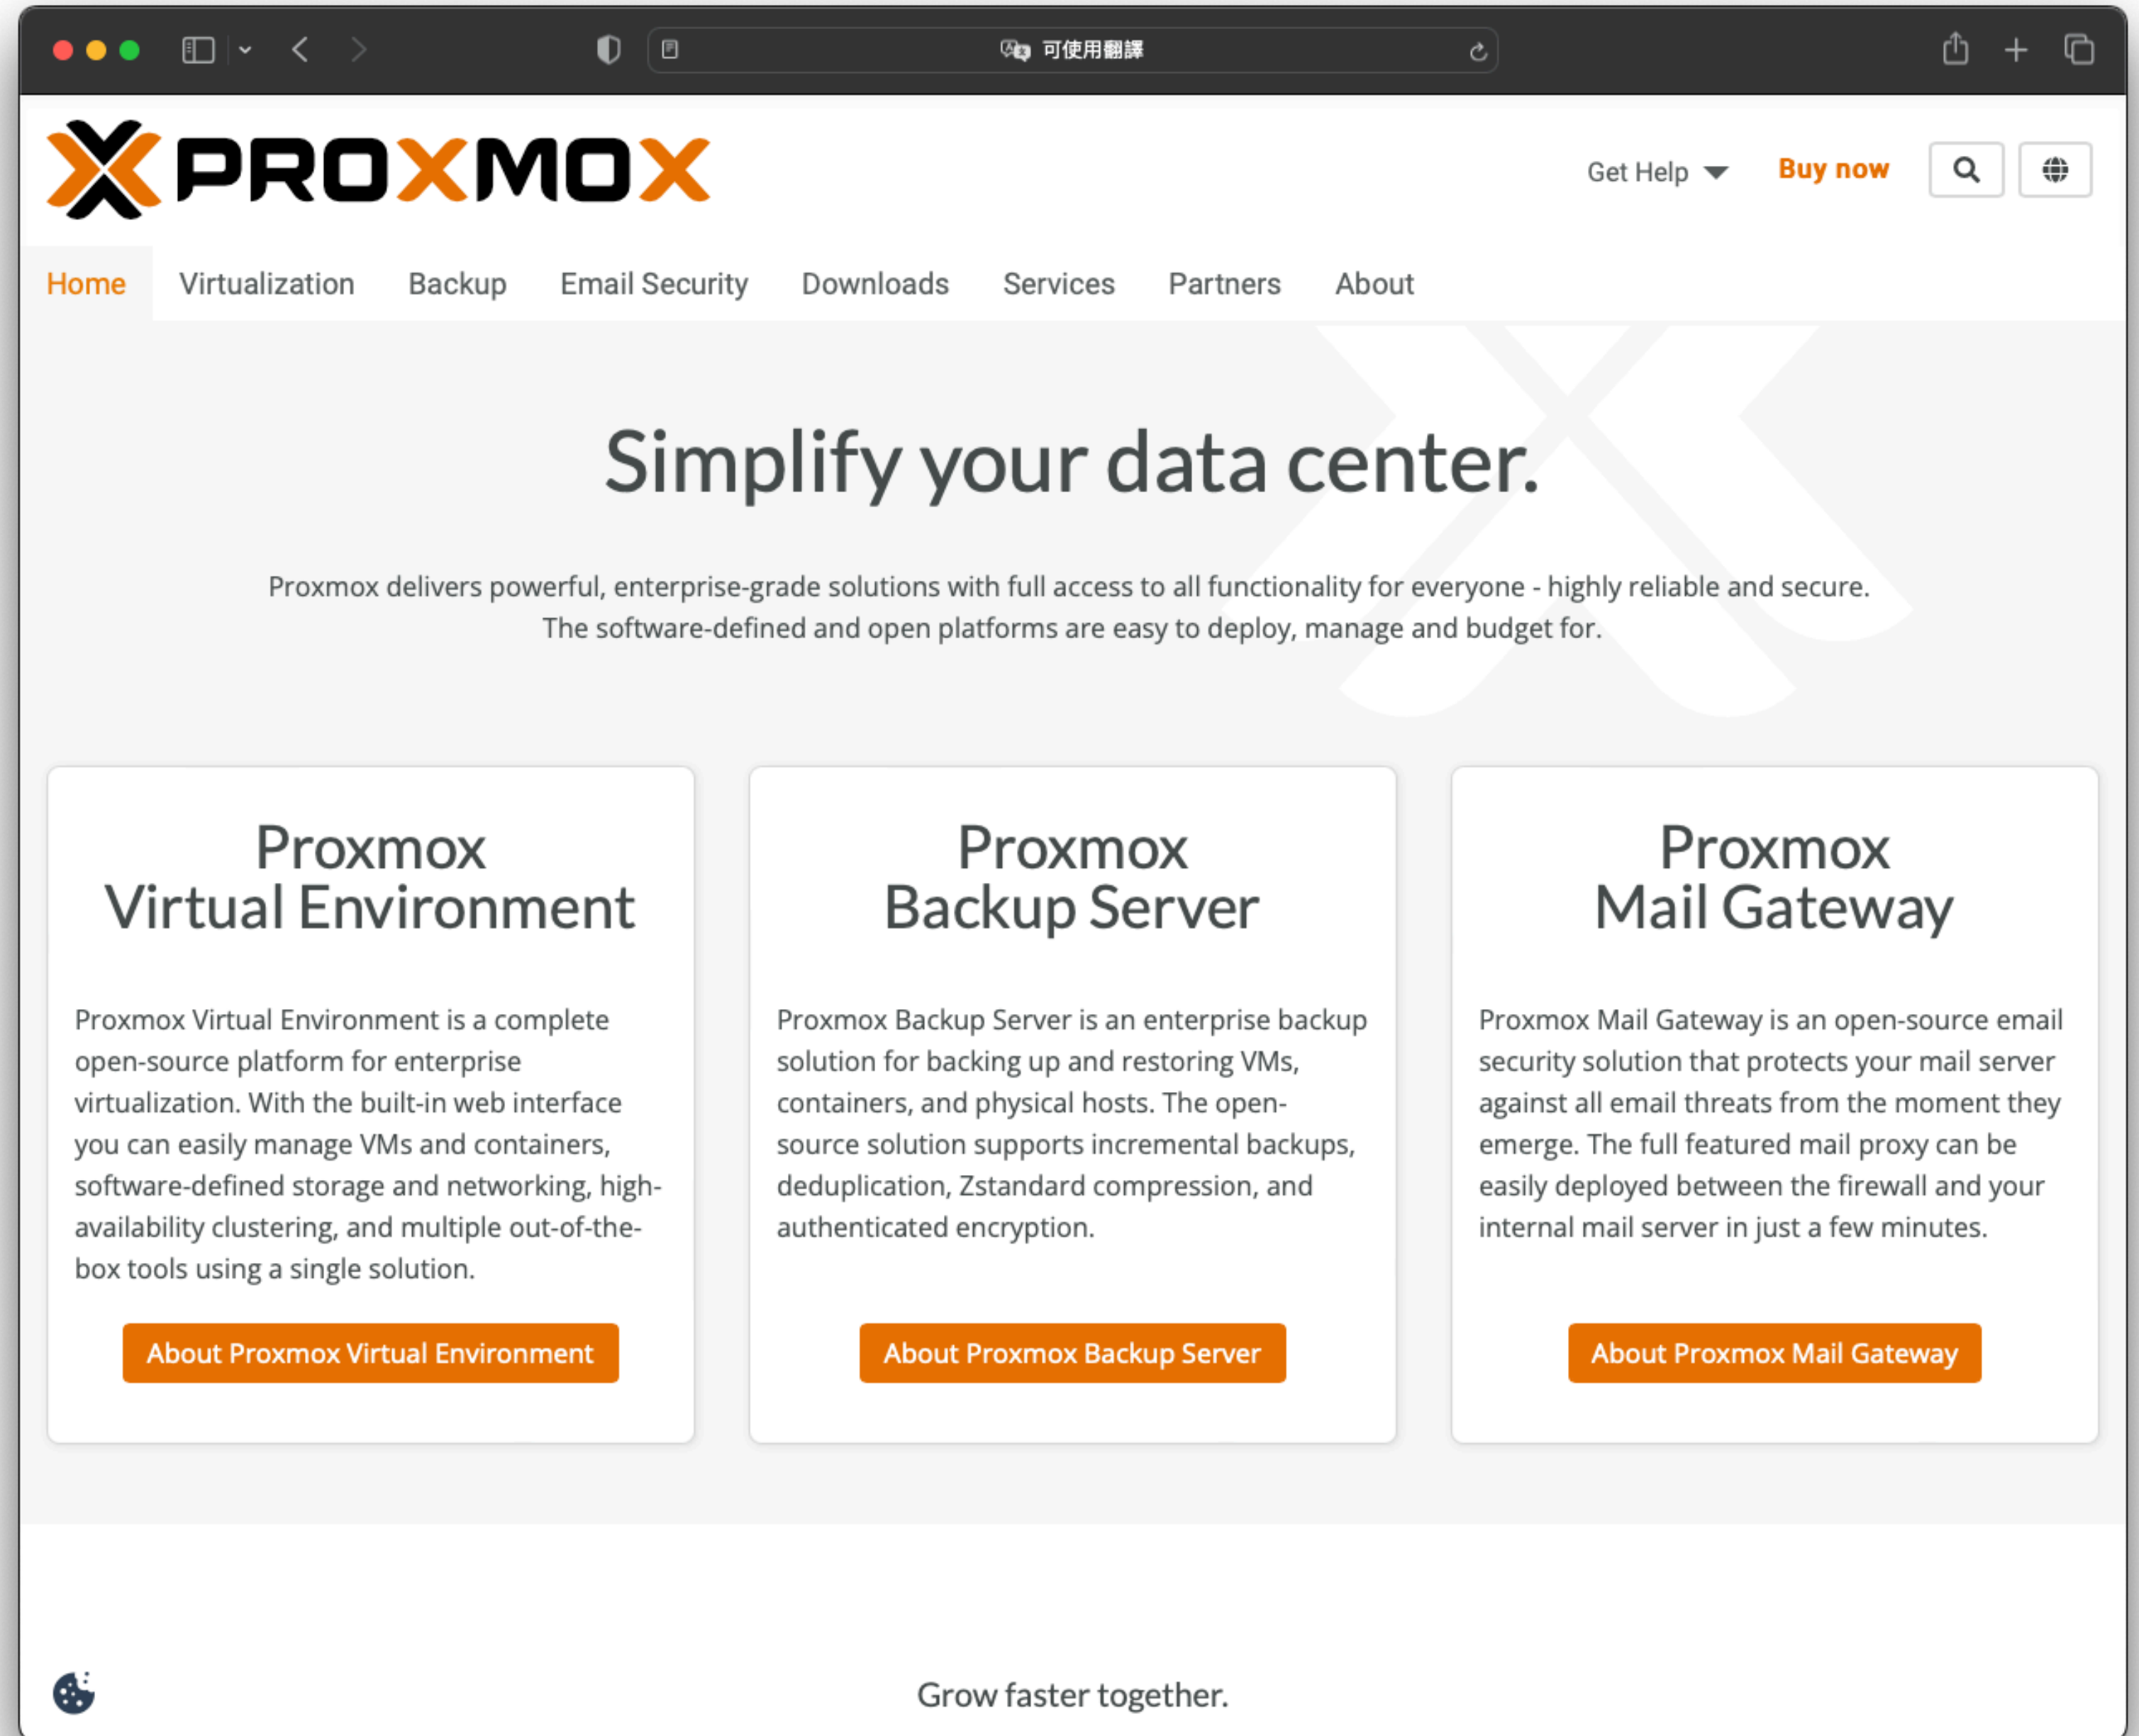 可使用翻譯
PROXMOX
Get Help
Buy now
Home
Virtualization
Backup
Email Security
Downloads
Services
Partners
About
Simplify your data center.
Proxmox delivers powerful, enterprise-grade solutions with full access to all functionality for everyone - highly reliable and secure.
The software-defined and open platforms are easy to deploy, manage and budget for.
Proxmox
Virtual Environment
Proxmox Virtual Environment is a complete
open-source platform for enterprise
virtualization. With the built-in web interface
you can easily manage VMs and containers,
software-defined storage and networking, high-
availability clustering, and multiple out-of-the-
box tools using a single solution.
About Proxmox Virtual Environment
Proxmox
Backup Server
Proxmox Backup Server is an enterprise backup
solution for backing up and restoring VMs,
containers, and physical hosts. The open-
source solution supports incremental backups,
deduplication, Zstandard compression, and
authenticated encryption.
About Proxmox Backup Server
Proxmox
Mail Gateway
Proxmox Mail Gateway is an open-source email
security solution that protects your mail server
against all email threats from the moment they
emerge. The full featured mail proxy can be
easily deployed between the firewall and your
internal mail server in just a few minutes.
About Proxmox Mail Gateway
Grow faster together.